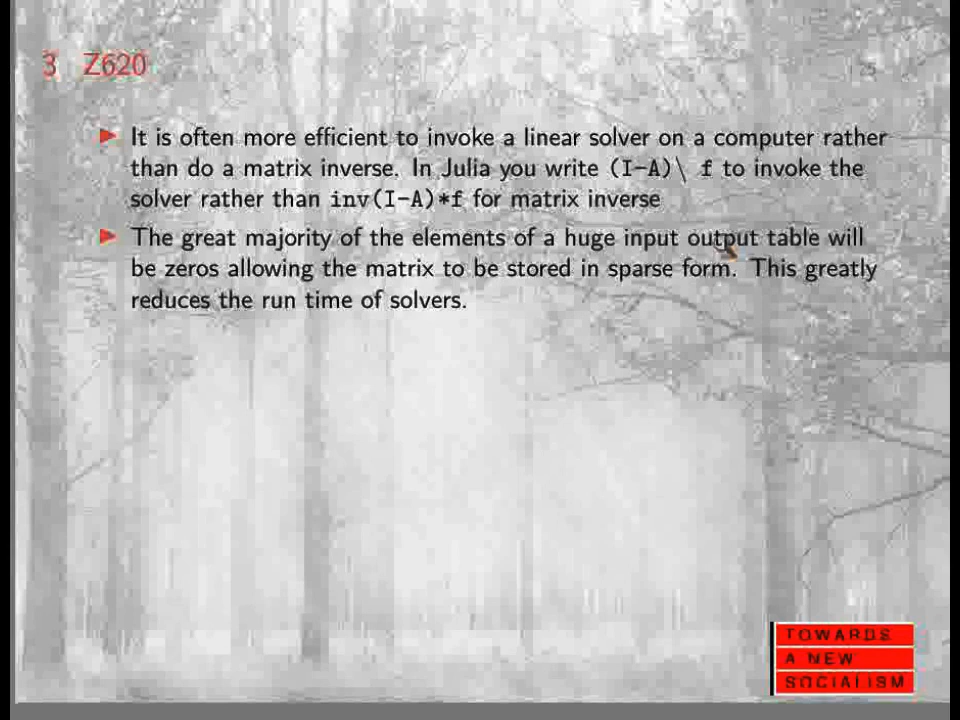 3 Z620
25
▶ It is often more efficient to invoke a linear solver on a computer rather
than do a matrix inverse. In Julia you write (I-A)\ f to invoke the
solver rather than inv(I-A)*f for matrix inverse
▶ The great majority of the elements of a huge input output table will
be zeros allowing the matrix to be stored in sparse form. This greatly
reduces the run time of solvers.
TOWARDS
A NEW
SOCIALISM